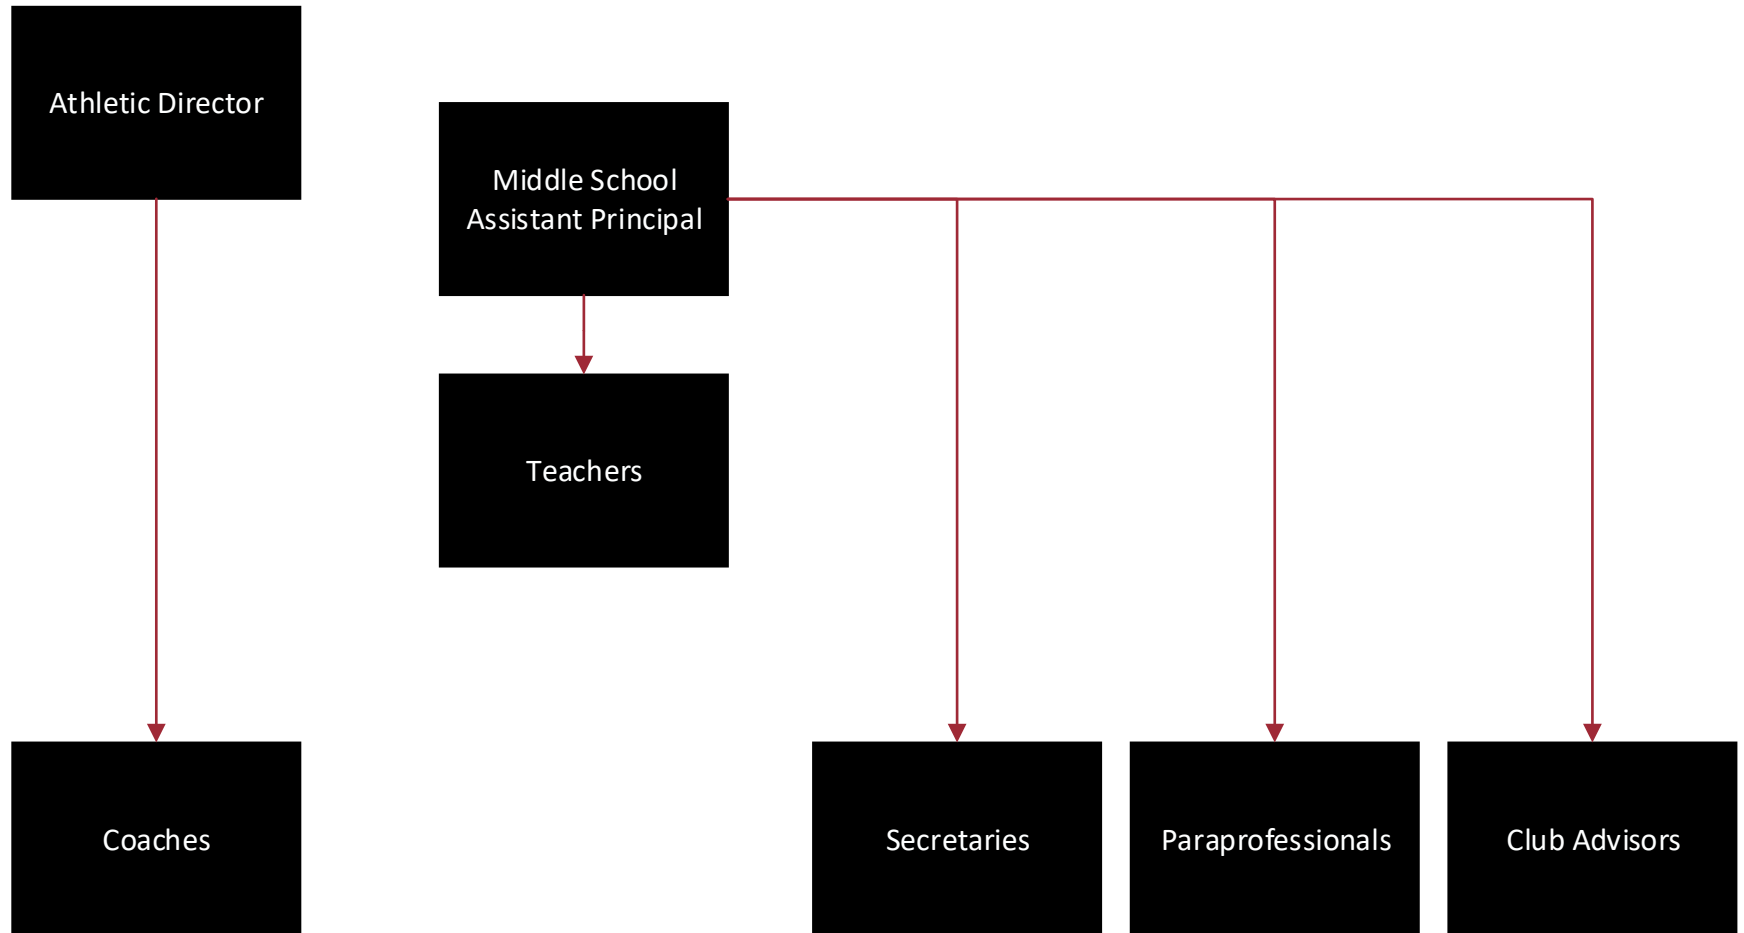 Athletic Director
Middle School
Assistant Principal
Teachers
Coaches
Secretaries
Paraprofessionals
Club Advisors